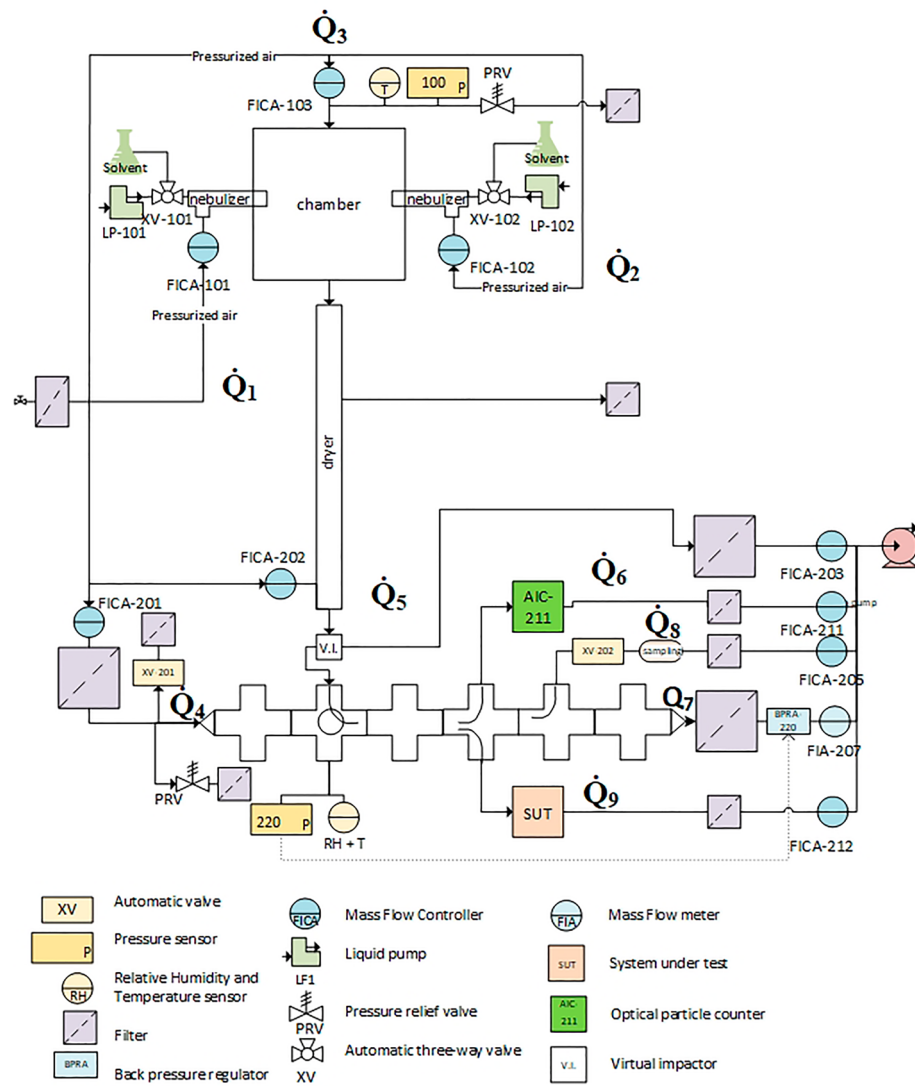 Q̇3
Pressurized air
FICA-103
T
100 P
PRV
Solvent
Solvent
nebulizer
chamber
nebulizer
XV-101
XV-102
LP-101
LP-102
FICA-101
FICA-102
Q̇2
Pressurized air
Pressurized air
Q̇1
dryer
FICA-202
FICA-203
Q̇5
Q̇6
FICA-201
AIC-
211
pump
FICA-211
V.I.
Q̇8
XV-201
XV-202
sampling
FICA-205
Q̇4
Q7
BPRA-
220
FIA-207
PRV
Q̇9
220 P
RH + T
SUT
FICA-212
XV
Automatic valve
FICA
Mass Flow Controller
FIA
Mass Flow meter
P
Pressure sensor
Liquid pump
LF1
SUT
System under test
RH
Relative Humidity and
Temperature sensor
Pressure relief valve
PRV
AIC-
211
Optical particle counter
Filter
Automatic three-way valve
XV
BPRA
Back pressure regulator
V.I.
Virtual impactor